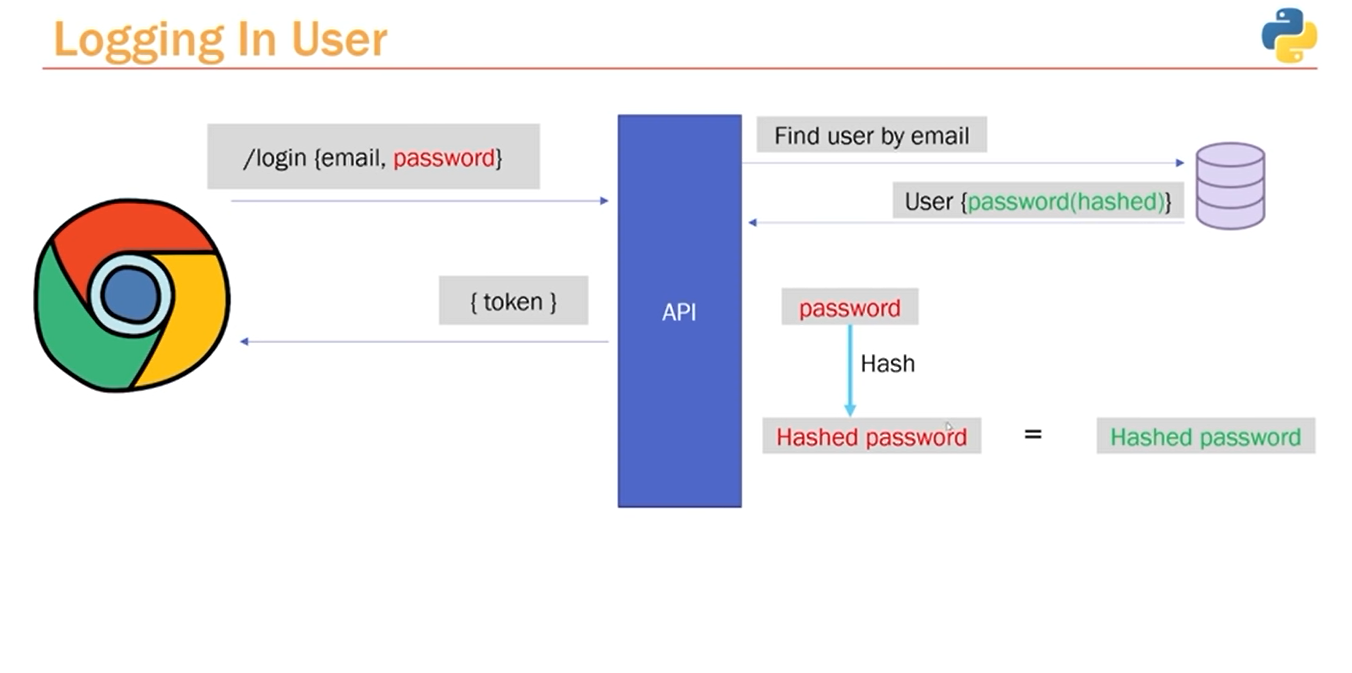 Logging In User
/login {email, password}
Find user by email
User {password(hashed)}
{ token }
API
password
Hash
Hashed password = Hashed password